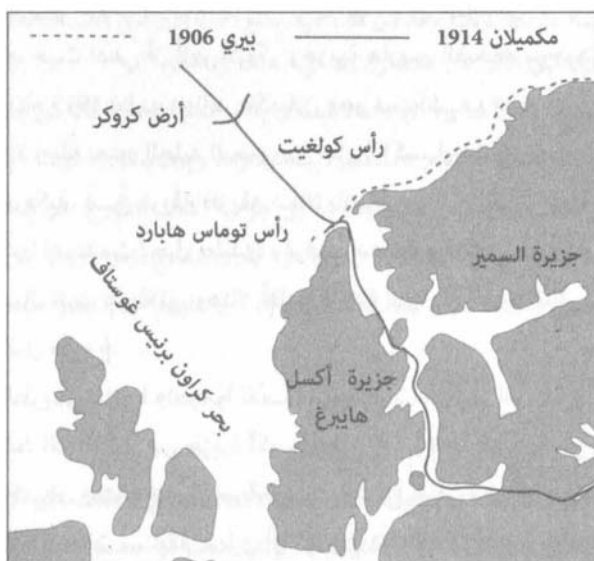 مكميلان 1914
بيري 1906
أرض كروكر
رأس كولغيت
رأس توماس هابارد
جزيرة السمير
بحر كراون برنيس غوستاف
جزيرة أكسل
هايبرغ